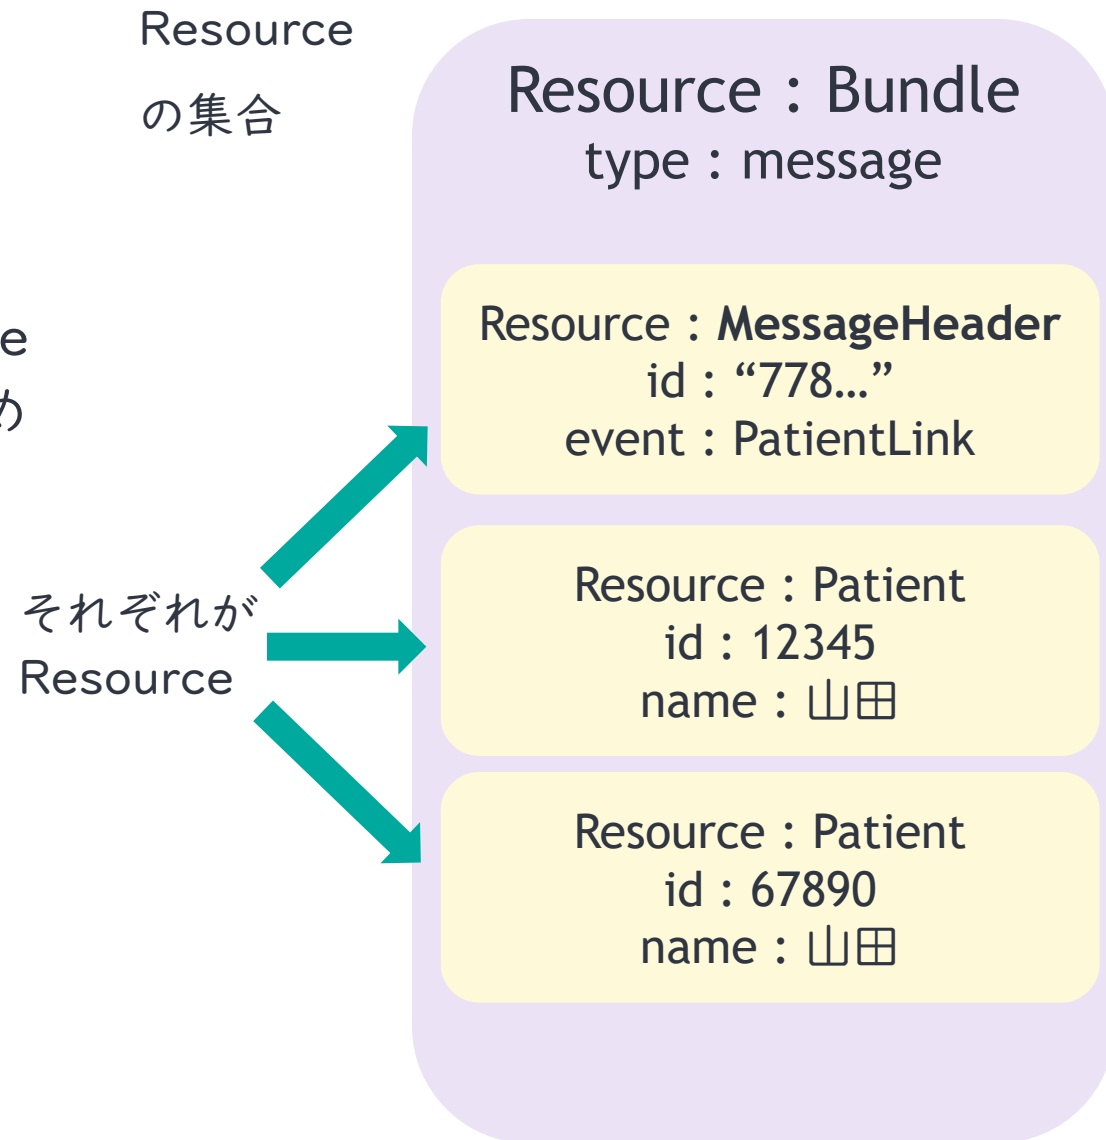 Resource
の集合
Resource : Bundle
type : message
e
め
Resource : MessageHeader
id : “778…”
event : PatientLink
それぞれが
Resource
Resource : Patient
id : 12345
name : 山田
Resource : Patient
id : 67890
name : 山田